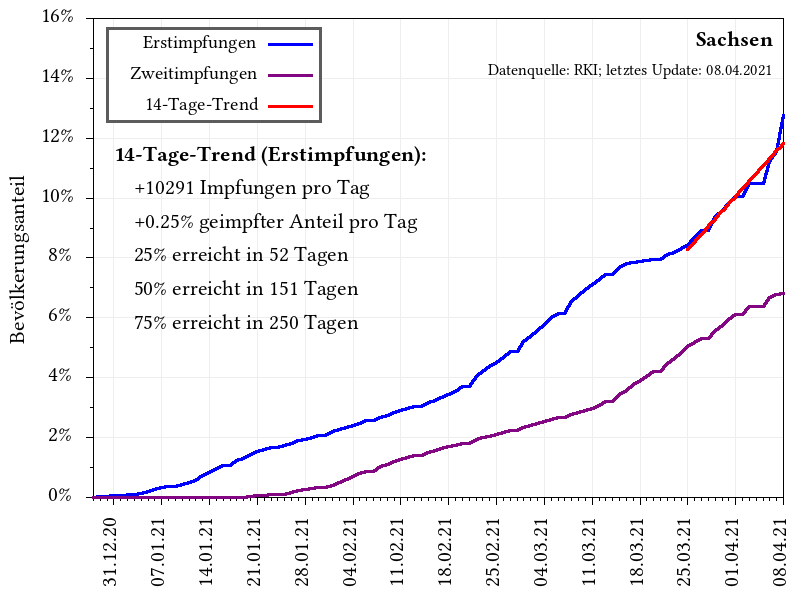 16%
14%
12%
10%
8%
6%
4%
2%
0%
Bevölkerungsanteil
Erstimpfungen
Zweitimpfungen
14-Tage-Trend
Sachsen
Datenquelle: RKI; letztes Update: 08.04.2021
14-Tage-Trend (Erstimpfungen):
+10291 Impfungen pro Tag
+0.25% geimpfter Anteil pro Tag
25% erreicht in 52 Tagen
50% erreicht in 151 Tagen
75% erreicht in 250 Tagen
31.12.20
07.01.21
14.01.21
21.01.21
28.01.21
04.02.21
11.02.21
18.02.21
25.02.21
04.03.21
11.03.21
18.03.21
25.03.21
01.04.21
08.04.21